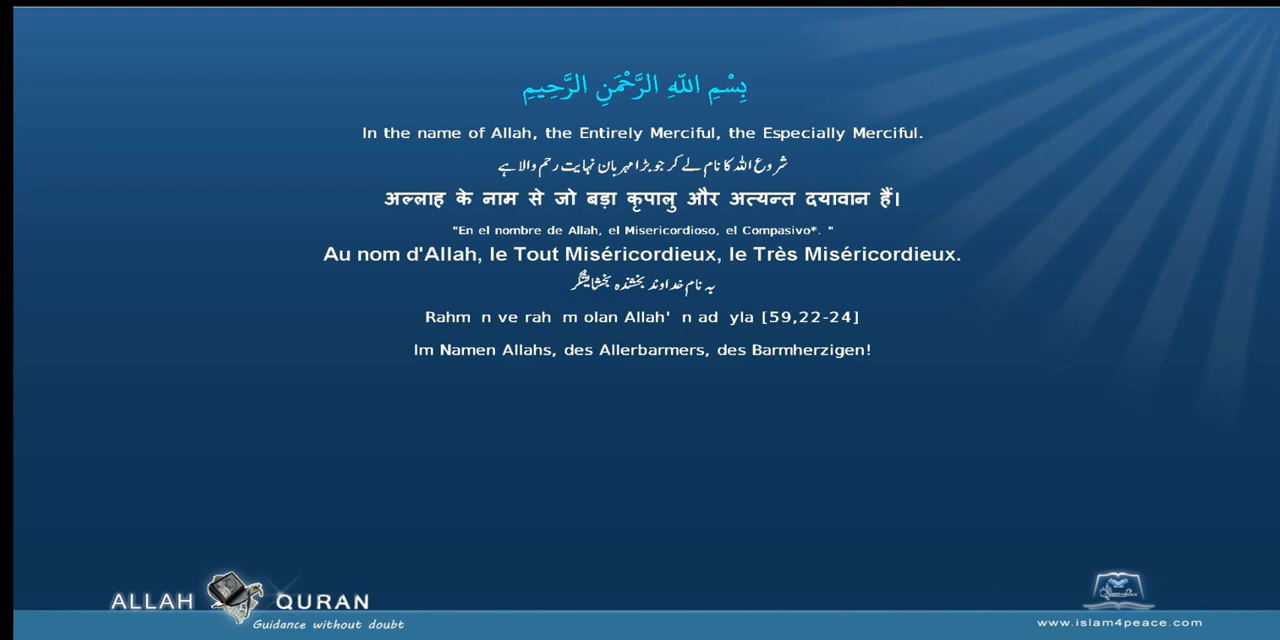 بِسْمِ اللَّهِ الرَّحْمَنِ الرَّحِيمِ
In the name of Allah, the Entirely Merciful, the Especially Merciful.
شروع اللہ کا نام لے کر جو بڑا مہربان نہایت رحم والا ہے
अल्लाह के नाम से जो बड़ा कृपालु और अत्यन्त दयावान हैं।
"En el nombre de Allah, el Misericordioso, el Compasivo*. "
Au nom d'Allah, le Tout Miséricordieux, le Très Miséricordieux.
به نام خداوند بخشنده بخشایشگر
Rahm n ve rah m olan Allah' n ad yla [59,22-24]
Im Namen Allahs, des Allerbarmers, des Barmherzigen!
ALLAH QURAN
Guidance without doubt
www.islam4peace.com